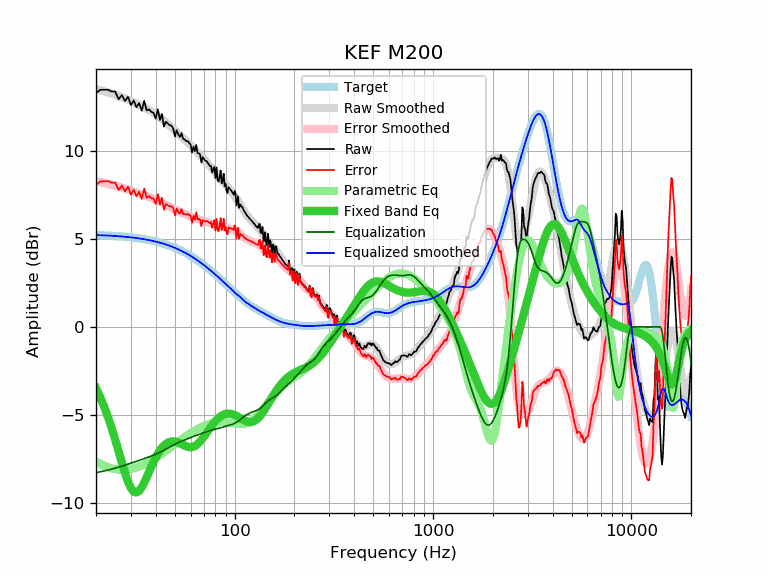 KEF M200
Target
Raw Smoothed
Error Smoothed
Raw
Error
Parametric Eq
Fixed Band Eq
Equalization
Equalized smoothed
Amplitude (dBr)
10
5
0
−5
−10
100
1000
10000
Frequency (Hz)